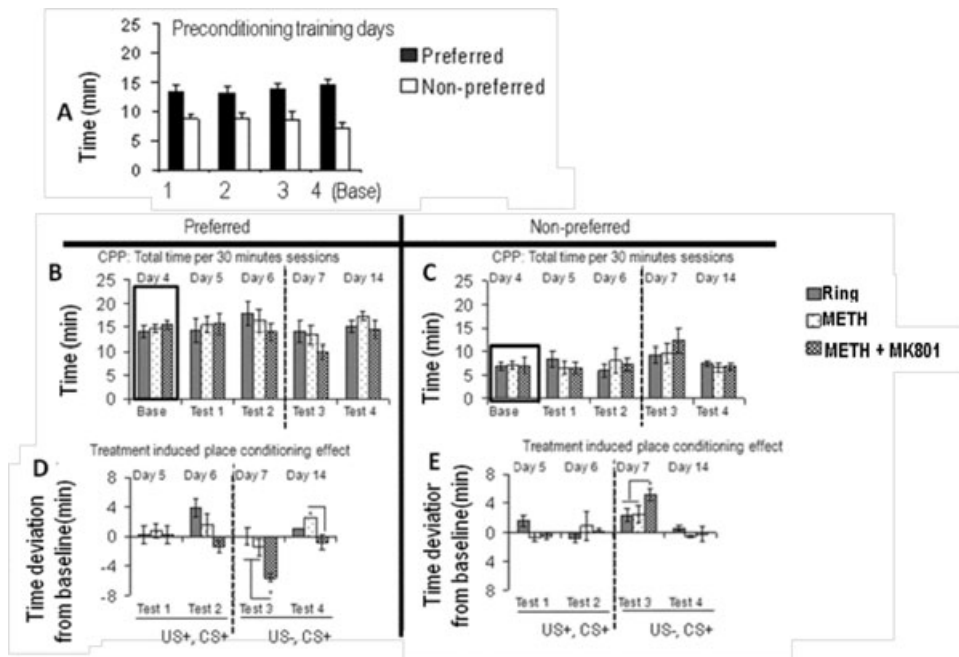 Preconditioning training days
A
Time (min)
25
20
15
10
5
0
Preferred
Non-preferred
1 2 3 4 (Base)
Preferred
Non-preferred
B
CPP: Total time per 30 minutes sessions
Day 4 Day 5 Day 6 Day 7 Day 14
Time (min)
25
20
15
10
5
0
Base Test 1 Test 2 Test 3 Test 4
C
CPP: Total time per 30 minutes sessions
Day 4 Day 5 Day 6 Day 7 Day 14
Time (min)
25
20
15
10
5
0
Base Test 1 Test 2 Test 3 Test 4
Ring
METH
METH + MK801
D
Treatment induced place conditioning effect
Day 5 Day 6 Day 7 Day 14
Time deviation
from baseline(min)
8
4
0
-4
-8
*
*
Test 1 Test 2 Test 3 Test 4
US+, CS+ US-, CS+
E
Treatment induced place conditioning effect
Day 5 Day 6 Day 7 Day 14
Time deviatior
from baseline(min)
8
4
0
4
8
Test 1 Test 2 Test 3 Test 4
US+, CS+ US-, CS+